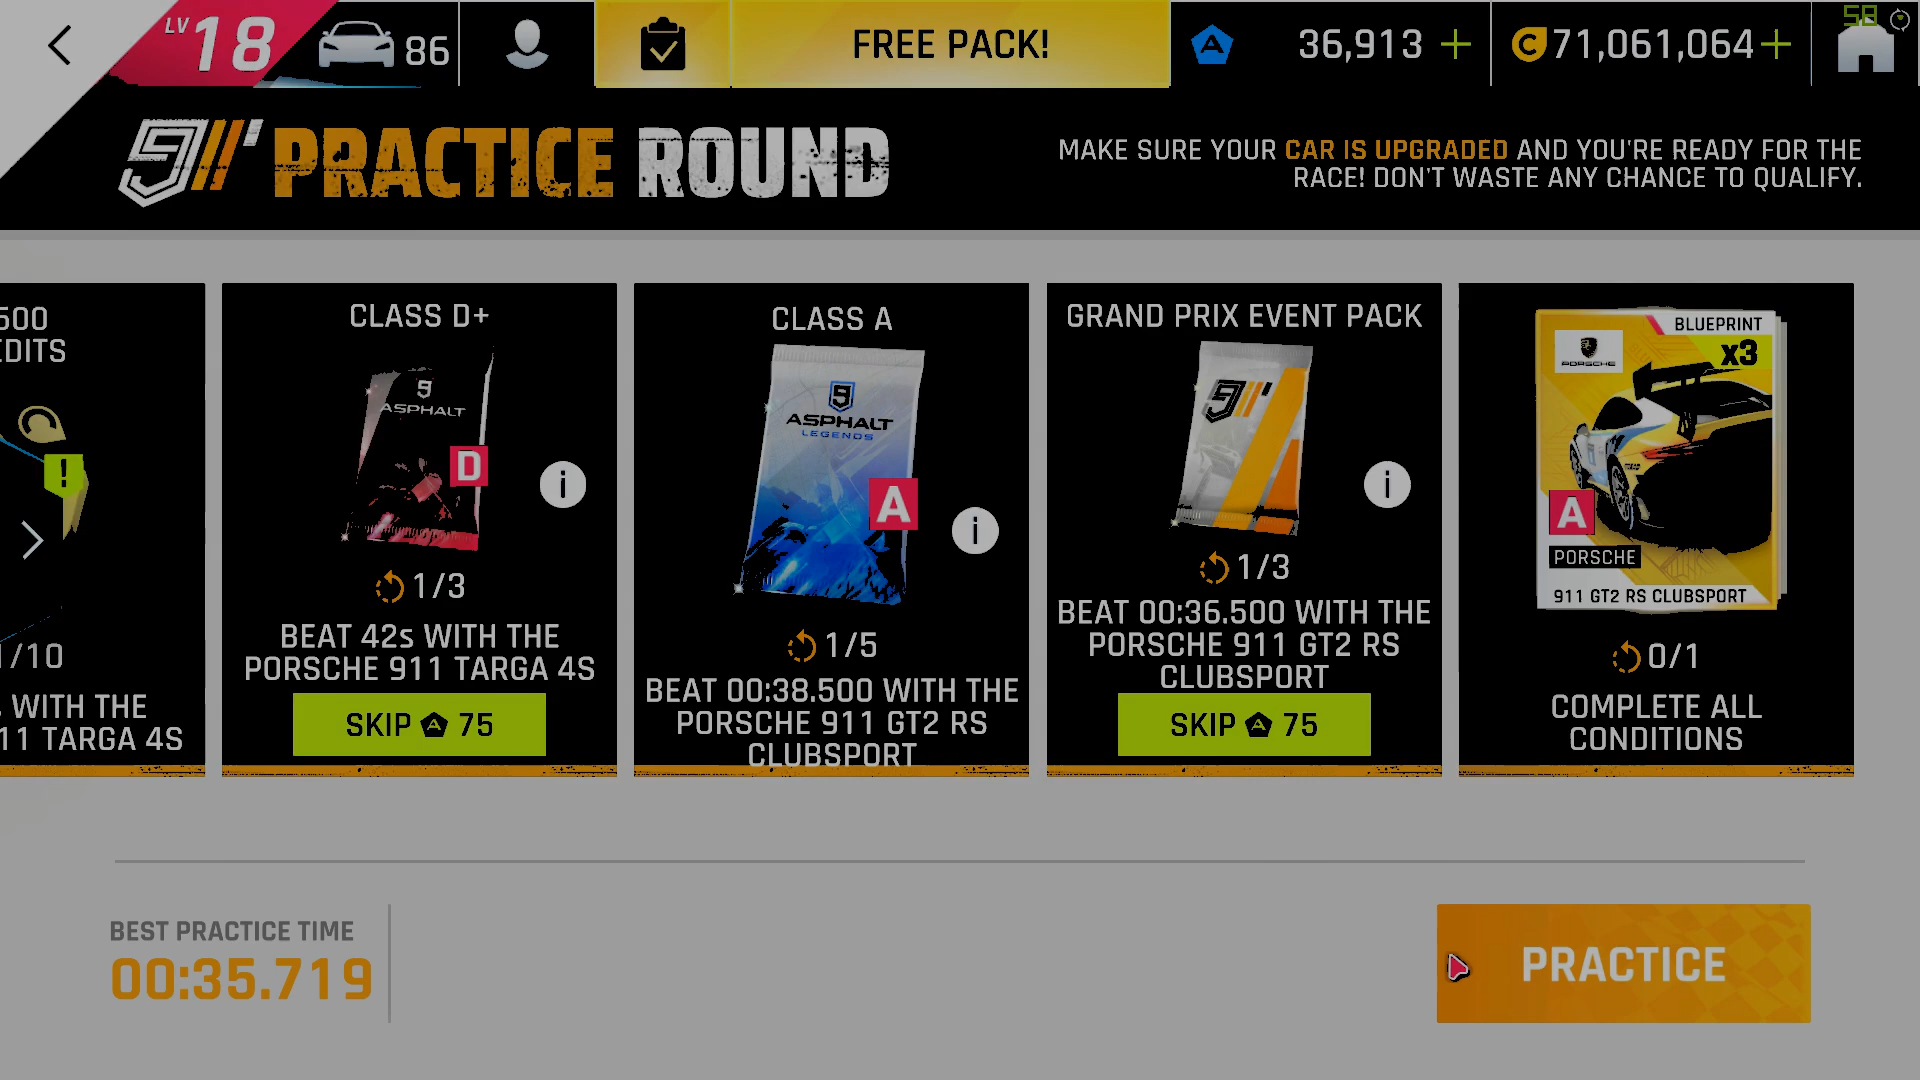 LV 18
86
FREE PACK!
36,913
71,061,064
58
PRACTICE ROUND
MAKE SURE YOUR CAR IS UPGRADED AND YOU'RE READY FOR THE
RACE! DON'T WASTE ANY CHANCE TO QUALIFY.
500
EDITS
!
1/10
WITH THE
11 TARGA 4S
CLASS D+
9
ASPHALT
D
i
1/3
BEAT 42s WITH THE
PORSCHE 911 TARGA 4S
SKIP 75
CLASS A
9
ASPHALT
LEGENDS
A
i
1/5
BEAT 00:38.500 WITH THE
PORSCHE 911 GT2 RS
CLUBSPORT
GRAND PRIX EVENT PACK
9
i
1/3
BEAT 00:36.500 WITH THE
PORSCHE 911 GT2 RS
CLUBSPORT
SKIP 75
BLUEPRINT
x3
PORSCHE
A
PORSCHE
911 GT2 RS CLUBSPORT
0/1
COMPLETE ALL
CONDITIONS
BEST PRACTICE TIME
00:35.719
PRACTICE